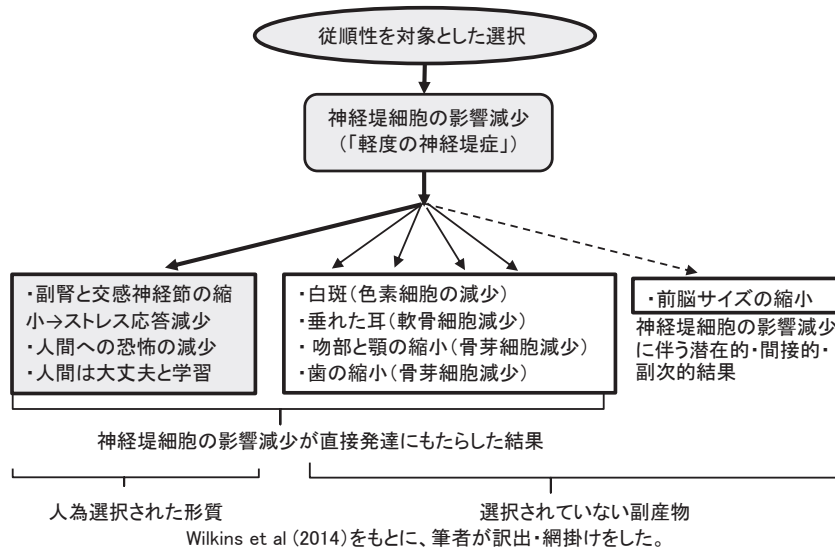 従順性を対象とした選択
神経堤細胞の影響減少
(「軽度の神経堤症」)
・副腎と交感神経節の縮
小→ストレス応答減少
・人間への恐怖の減少
・人間は大丈夫と学習
・白斑(色素細胞の減少)
・垂れた耳(軟骨細胞減少)
・吻部と顎の縮小(骨芽細胞減少)
・歯の縮小(骨芽細胞減少)
・前脳サイズの縮小
神経堤細胞の影響減少
に伴う潜在的・間接的・
副次的結果
神経堤細胞の影響減少が直接発達にもたらした結果
人為選択された形質
選択されていない副産物
Wilkins et al (2014)をもとに、筆者が訳出・網掛けをした。